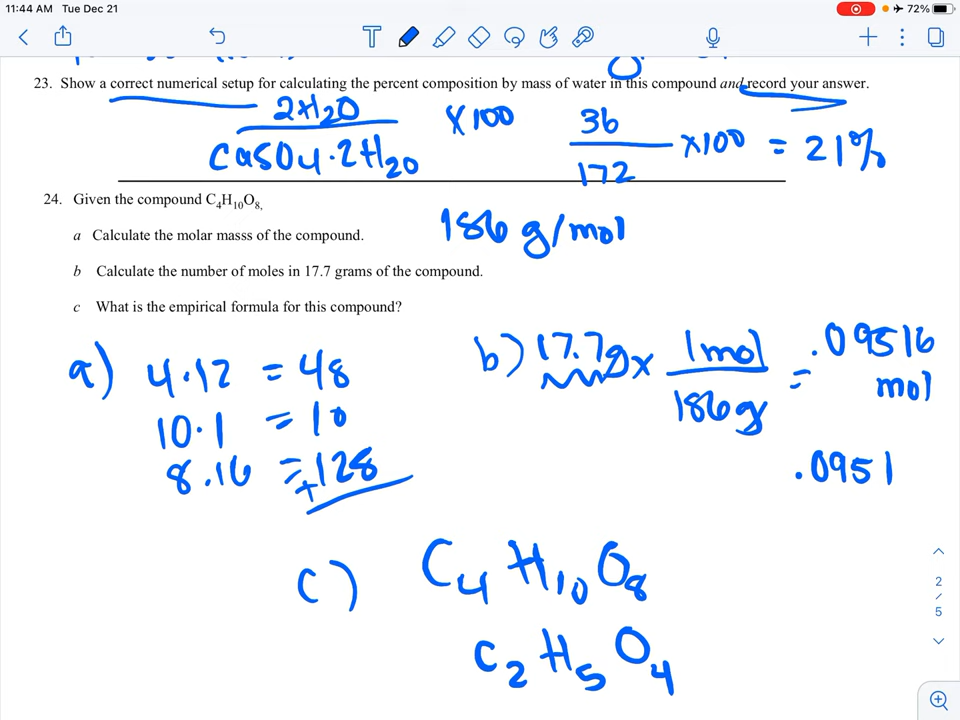 11:44 AM Tue Dec 21
72%
23. Show a correct numerical setup for calculating the percent composition by mass of water in this compound and record your answer.
2H2O
CaSO4·2H2O
x100
36
172
x100 = 21%
24. Given the compound C4H10O8,
a Calculate the molar masss of the compound.
186 g/mol
b Calculate the number of moles in 17.7 grams of the compound.
c What is the empirical formula for this compound?
a) 4·12 = 48
10·1 = 10
8.16 = +128
b) 17.7g x 1mol
186g
= .09516
mol
.0951
c) C4H10O8
C2H5O4
2
/
5